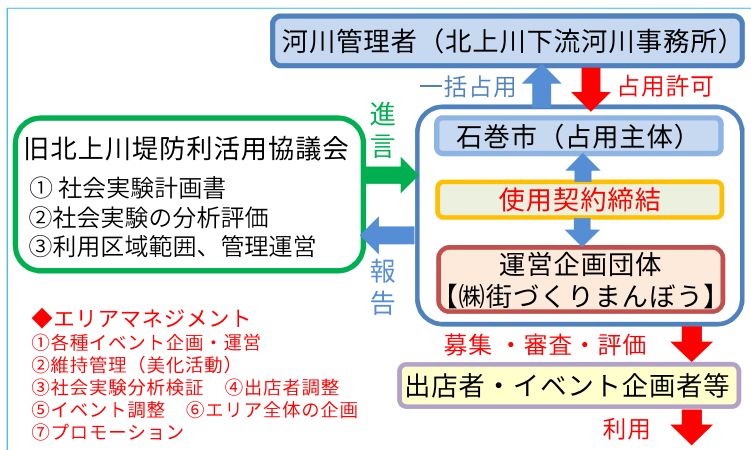 河川管理者（北上川下流河川事務所）
一括占用
占用許可
進言
旧北上川堤防利活用協議会
① 社会実験計画書
②社会実験の分析評価
③利用区域範囲、管理運営
石巻市（占用主体）
使用契約締結
運営企画団体
【㈱街づくりまんぼう】
報告
◆エリアマネジメント
①各種イベント企画・運営
②維持管理（美化活動）
③社会実験分析検証　④出店者調整
⑤イベント調整　⑥エリア全体の企画
⑦プロモーション
募集 ・審査・評価
出店者・イベント企画者等
利用